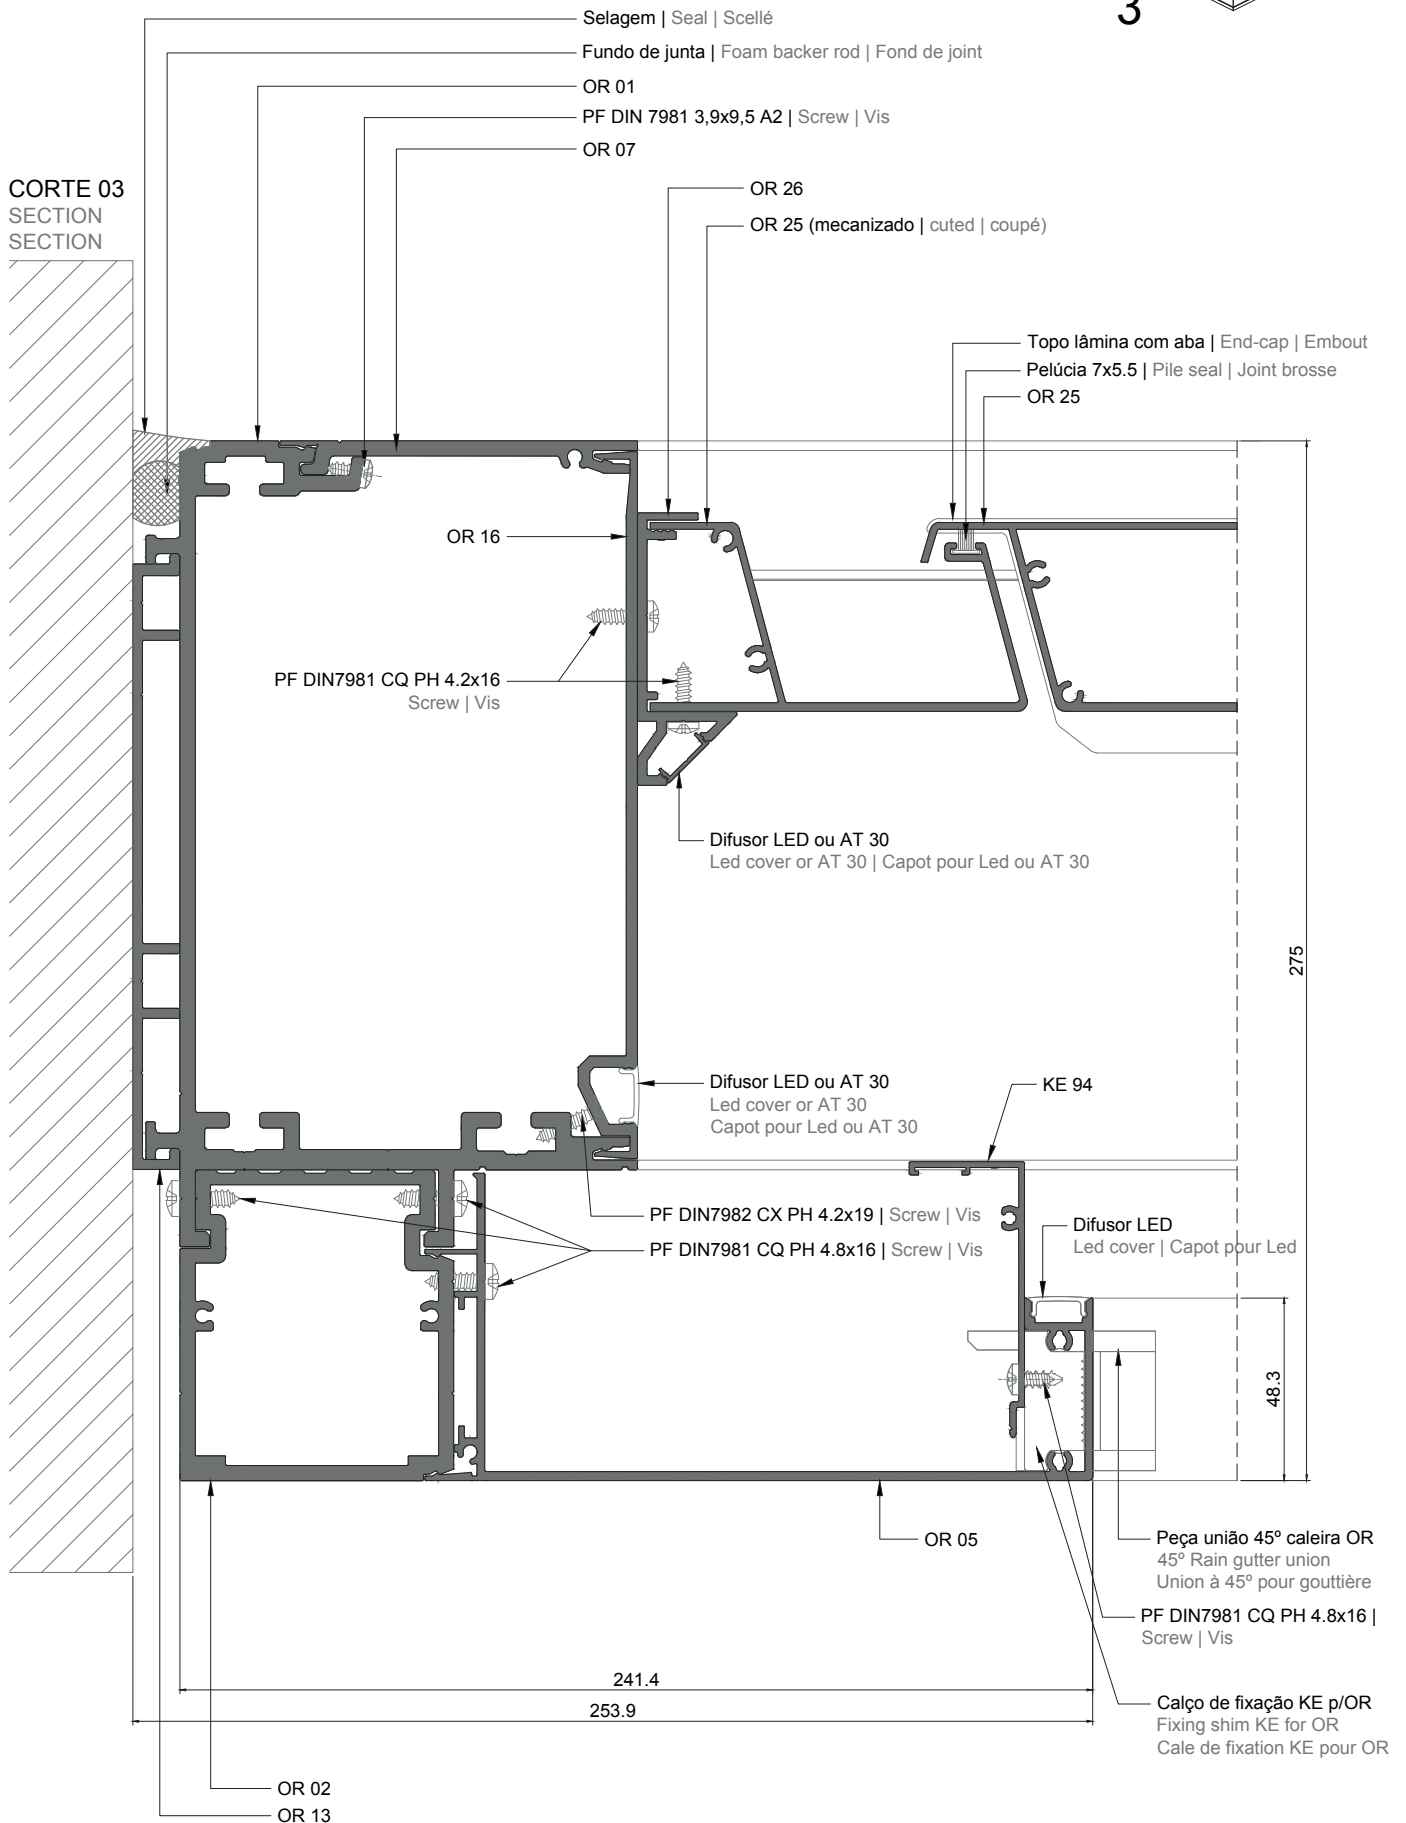 3
Selagem | Seal | Scellé
Fundo de junta | Foam backer rod | Fond de joint
OR 01
PF DIN 7981 3,9x9,5 A2 | Screw | Vis
OR 07
CORTE 03
SECTION
SECTION
OR 26
OR 25 (mecanizado | cuted | coupé)
Topo lâmina com aba | End-cap | Embout
Pelúcia 7x5.5 | Pile seal | Joint brosse
OR 25
OR 16
PF DIN7981 CQ PH 4.2x16
Screw | Vis
Difusor LED ou AT 30
Led cover or AT 30 | Capot pour Led ou AT 30
275
Difusor LED ou AT 30
Led cover or AT 30
Capot pour Led ou AT 30
KE 94
PF DIN7982 CX PH 4.2x19 | Screw | Vis
PF DIN7981 CQ PH 4.8x16 | Screw | Vis
Difusor LED
Led cover | Capot pour Led
48.3
OR 05
Peça união 45º caleira OR
45º Rain gutter union
Union à 45º pour gouttière
PF DIN7981 CQ PH 4.8x16 |
Screw | Vis
241.4
253.9
Calço de fixação KE p/OR
Fixing shim KE for OR
Cale de fixation KE pour OR
OR 02
OR 13